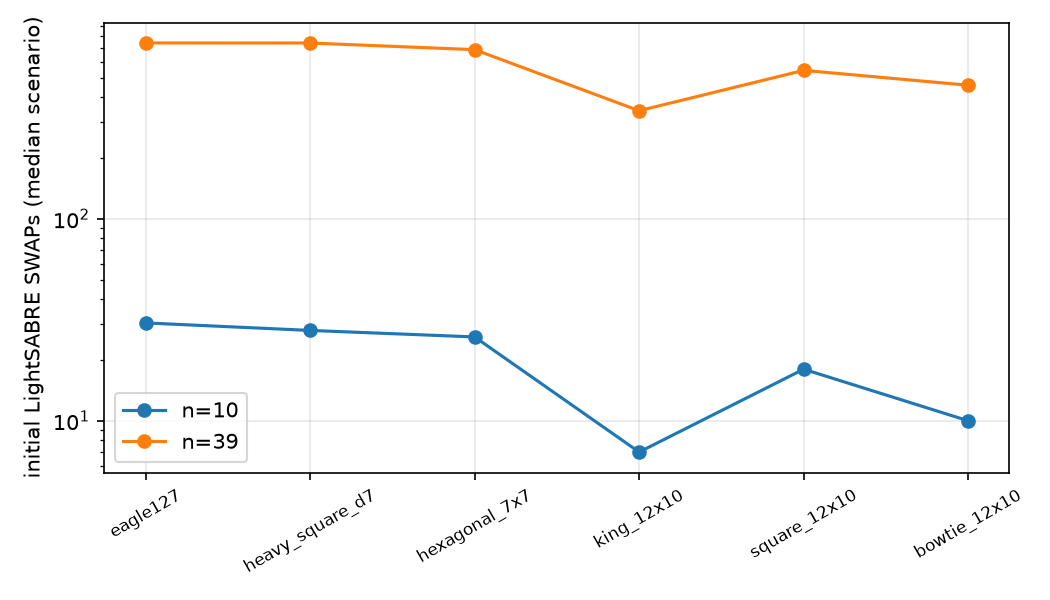 initial LightSABRE SWAPs (median scenario)
10²
10¹
n=10
n=39
eagle127
heavy_square_d7
hexagonal_7x7
king_12x10
square_12x10
bowtie_12x10